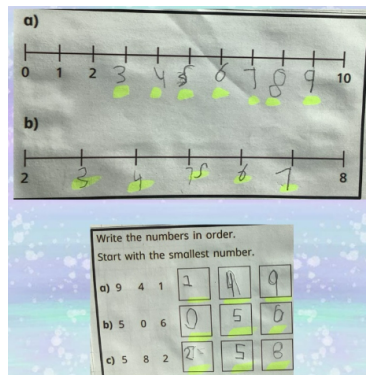 a)
0 1 2 3 4 5 6 7 8 9 10
b)
2 3 4 5 6 7 8
Write the numbers in order.
Start with the smallest number.
a) 9 4 1 4 9
b) 5 0 6 0 5 6
c) 5 8 2 2 5 8